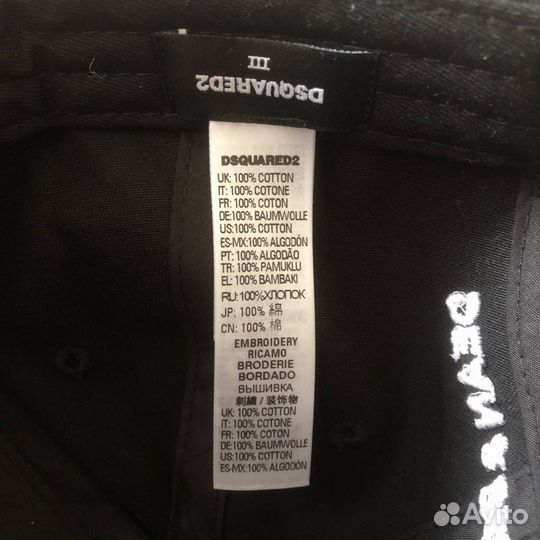 DSQUARED2
III
DSQUARED2
UK: 100% COTTON
IT: 100% COTONE
FR: 100% COTON
DE:100% BAUMWOLLE
US:100% COTTON
ES-MX:100% ALGODÓN
PT: 100% ALGODÃO
TR: 100% PAMUKLU
EL: 100% BAMBAKI
RU:100%ХЛОПОК
JP: 100% 綿
CN: 100% 棉
EMBROIDERY
RICAMO
BRODERIE
BORDADO
ВЫШИВКА
刺繍 / 装饰物
UK: 100% COTTON
IT: 100% COTONE
FR: 100% COTON
DE: 100% BAUMWOLLE
US:100% COTTON
ES-MX:100% ALGODÓN
Avito